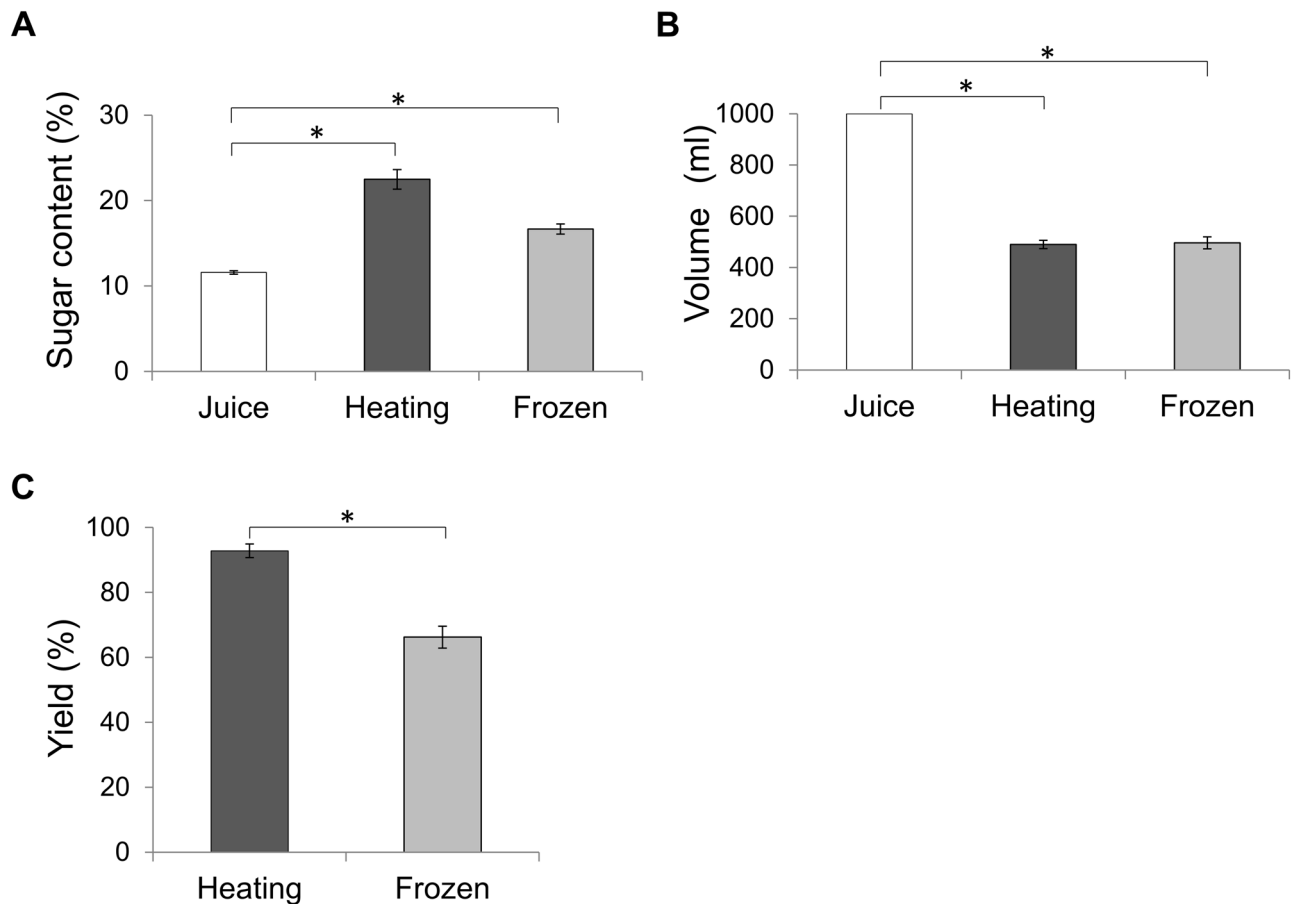 A
Sugar content (%)
30
20
10
0
*
*
Juice Heating Frozen
B
Volume (ml)
1000
800
600
400
200
0
*
*
Juice Heating Frozen
C
Yield (%)
100
80
60
40
20
0
*
Heating Frozen